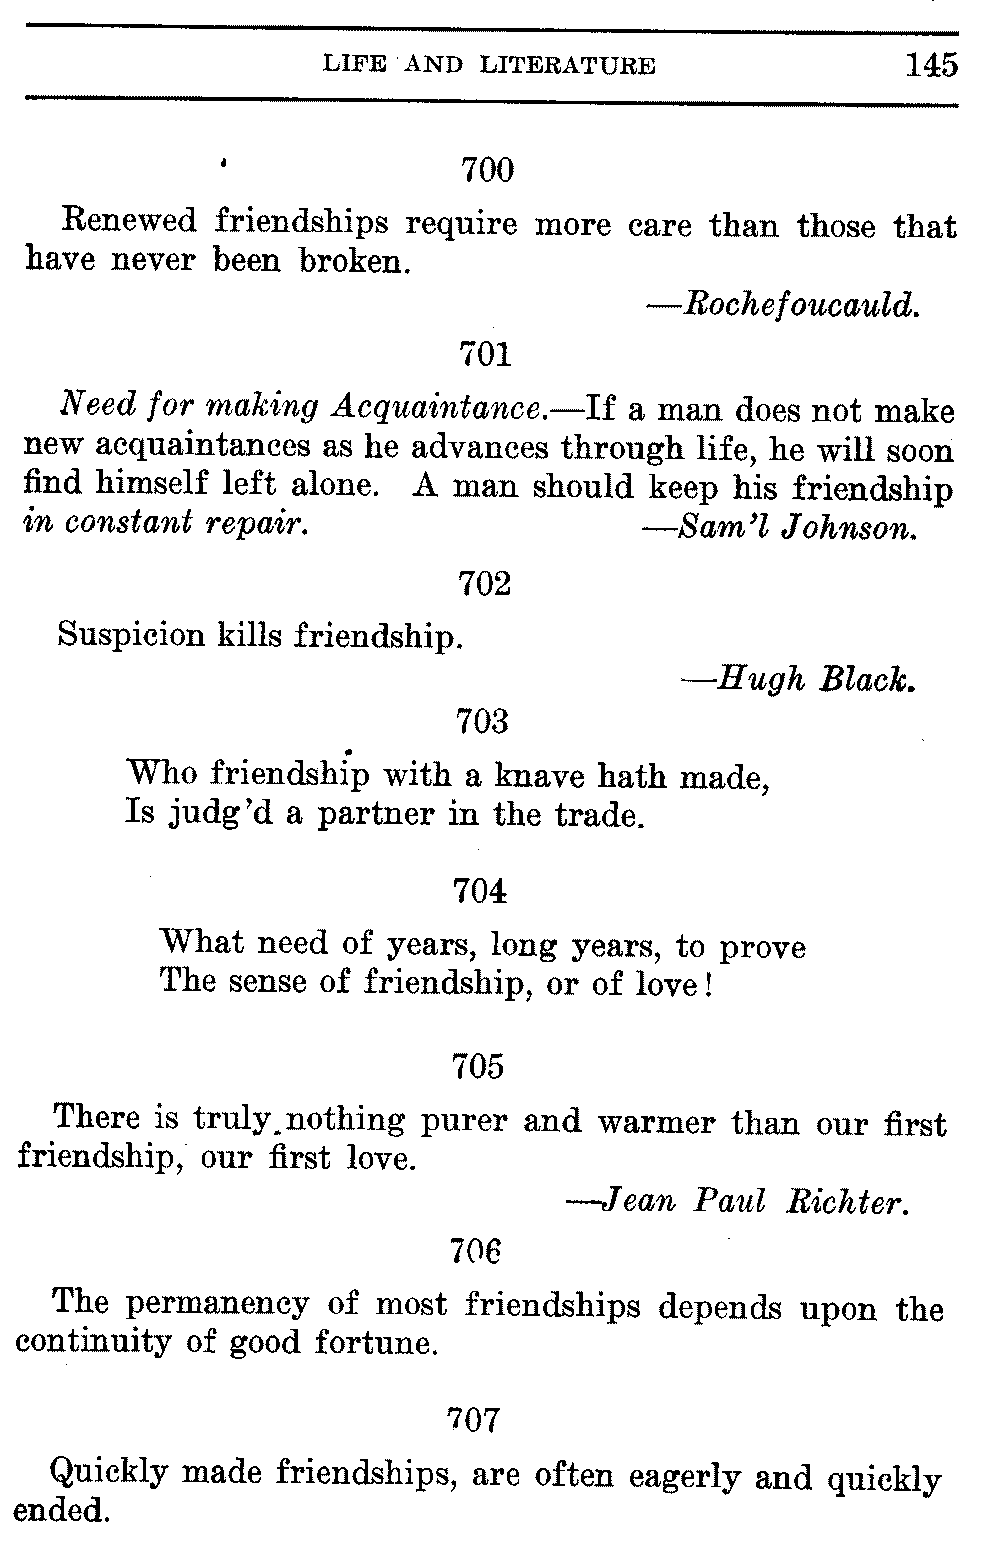 LIFE AND LITERATURE 145
700
Renewed friendships require more care than those that
have never been broken.
—Rochefoucauld.
701
Need for making Acquaintance.—If a man does not make
new acquaintances as he advances through life, he will soon
find himself left alone. A man should keep his friendship
in constant repair. —Sam'l Johnson.
702
Suspicion kills friendship.
—Hugh Black.
703
Who friendship with a knave hath made,
Is judg'd a partner in the trade.
704
What need of years, long years, to prove
The sense of friendship, or of love!
705
There is truly nothing purer and warmer than our first
friendship, our first love.
—Jean Paul Richter.
706
The permanency of most friendships depends upon the
continuity of good fortune.
707
Quickly made friendships, are often eagerly and quickly
ended.